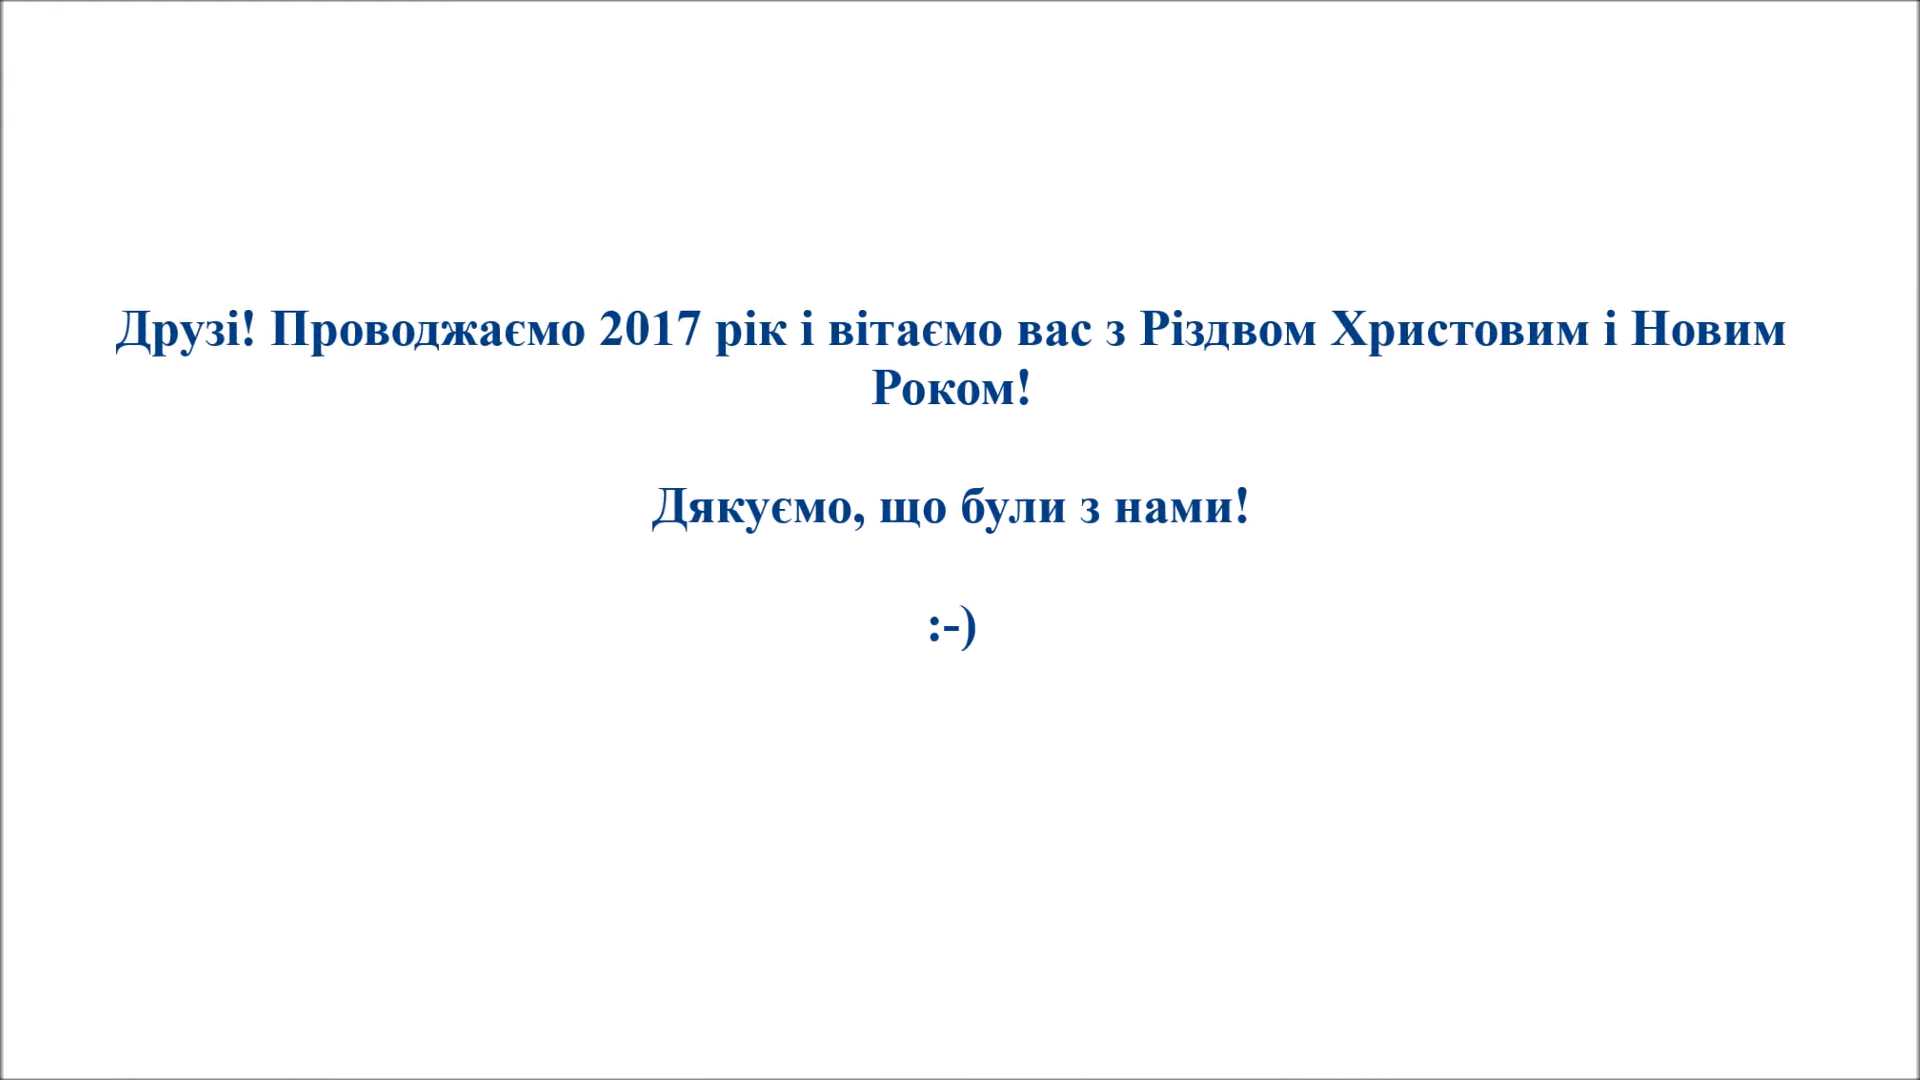 Друзі! Проводжаємо 2017 рік і вітаємо вас з Різдвом Христовим і Новим
Роком!
Дякуємо, що були з нами!
:-)